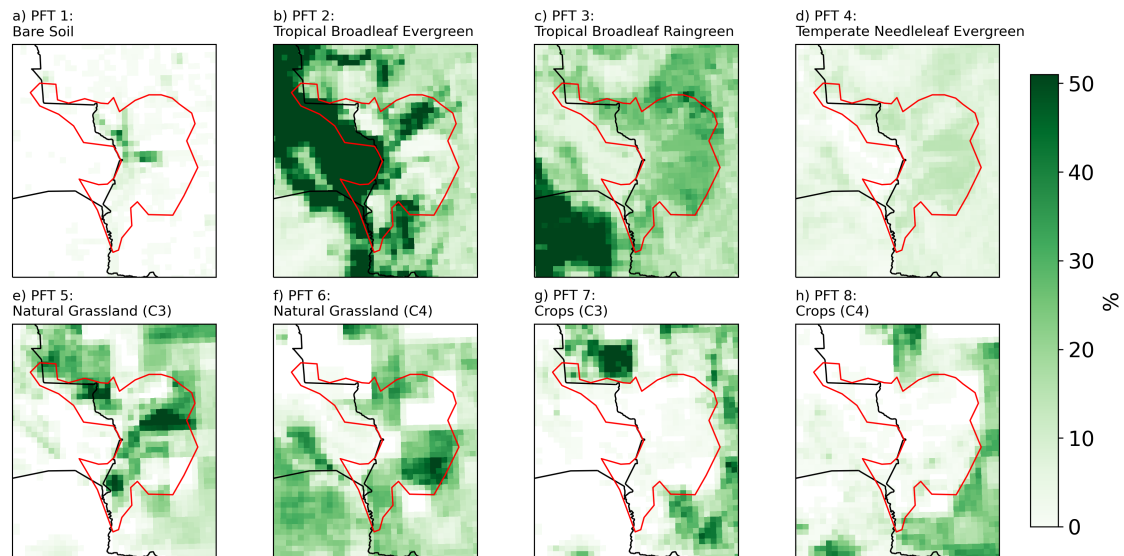 a) PFT 1:
Bare Soil
b) PFT 2:
Tropical Broadleaf Evergreen
c) PFT 3:
Tropical Broadleaf Raingreen
d) PFT 4:
Temperate Needleleaf Evergreen
50
40
30
20
10
0
%
e) PFT 5:
Natural Grassland (C3)
f) PFT 6:
Natural Grassland (C4)
g) PFT 7:
Crops (C3)
h) PFT 8:
Crops (C4)